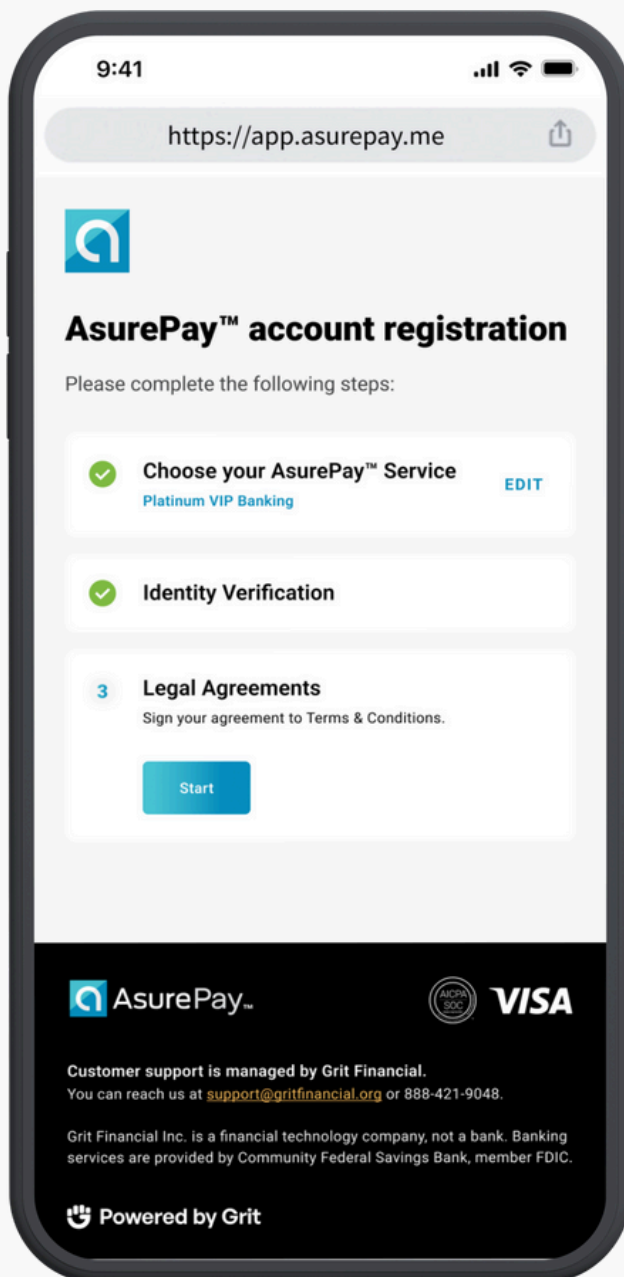 9:41
https://app.asurepay.me
AsurePay™ account registration
Please complete the following steps:
Choose your AsurePay™ Service
EDIT
Platinum VIP Banking
Identity Verification
3
Legal Agreements
Sign your agreement to Terms & Conditions.
Start
AsurePay™
AICPA
SOC
VISA
Customer support is managed by Grit Financial.
You can reach us at support@gritfinancial.org or 888-421-9048.
Grit Financial Inc. is a financial technology company, not a bank. Banking
services are provided by Community Federal Savings Bank, member FDIC.
Powered by Grit